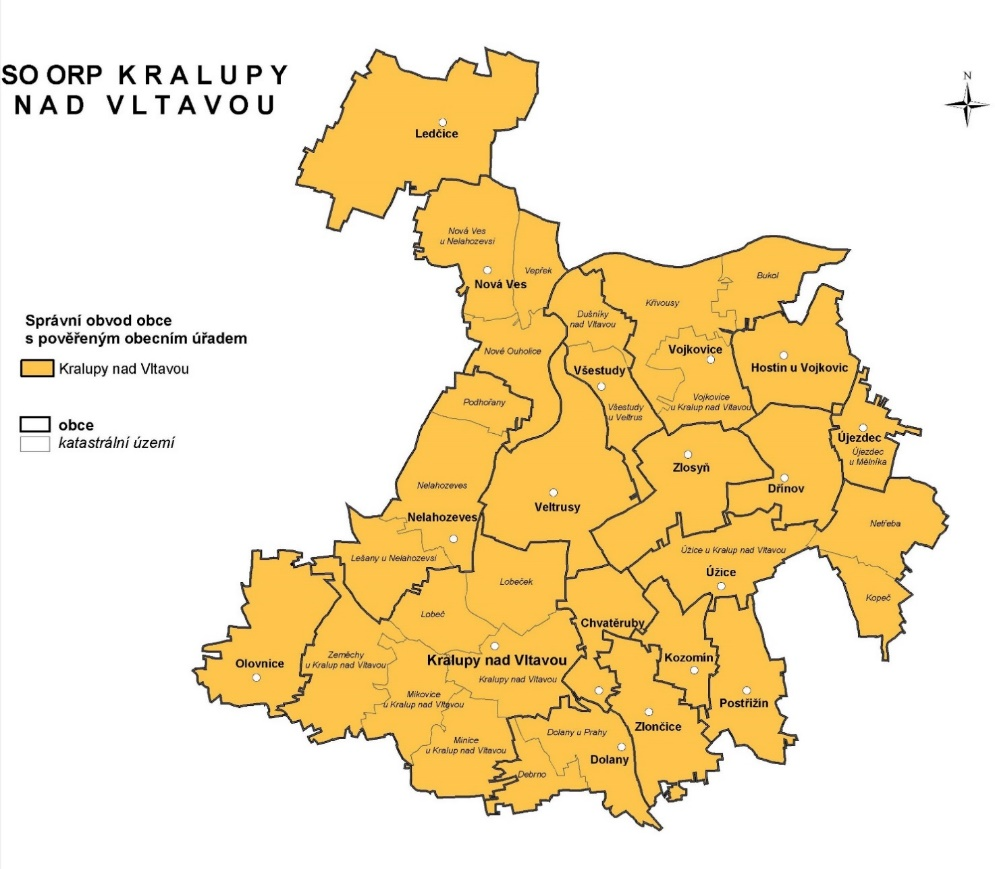 SO ORP KRALUPY
NAD VLTAVOU
N
Ledčice
Nová Ves
u Nelahozevsi
Vepřek
Nová Ves
Bukol
Křivousy
Dušníky
nad Vltavou
Správní obvod obce
s pověřeným obecním úřadem
Kralupy nad Vltavou
Nové Ouholice
Vojkovice
Všestudy
Hostín u Vojkovic
Podhořany
Všestudy
u Veltrus
Vojkovice
u Kralup nad Vltavou
obce
katastrální území
Újezdec
Újezdec
u Mělníka
Zlosyň
Nelahozeves
Dřínov
Veltrusy
Nelahozeves
Netřeba
Lešany u Nelahozevsi
Úžice u Kralup nad Vltavou
Úžice
Lobeček
Kopeč
Lobeč
Chvatěruby
Zeměchy
u Kralup nad Vltavou
Olovnice
Kralupy nad Vltavou
Kozomín
Kralupy nad Vltavou
Mikovice
u Kralup nad Vltavou
Postřižín
Zlončice
Dolany u Prahy
Minice
u Kralup nad Vltavou
Dolany
Debrno